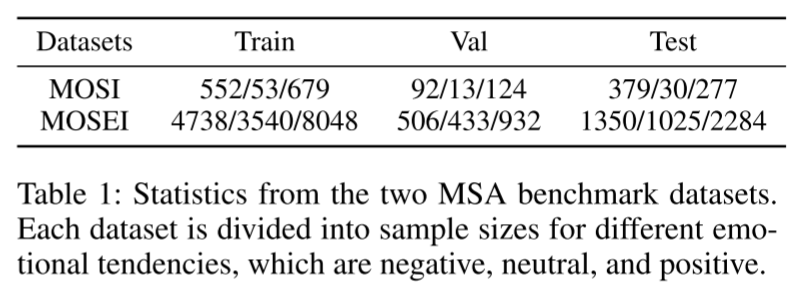 Datasets Train Val Test
MOSI 552/53/679 92/13/124 379/30/277
MOSEI 4738/3540/8048 506/433/932 1350/1025/2284
Table 1: Statistics from the two MSA benchmark datasets.
Each dataset is divided into sample sizes for different emo-
tional tendencies, which are negative, neutral, and positive.